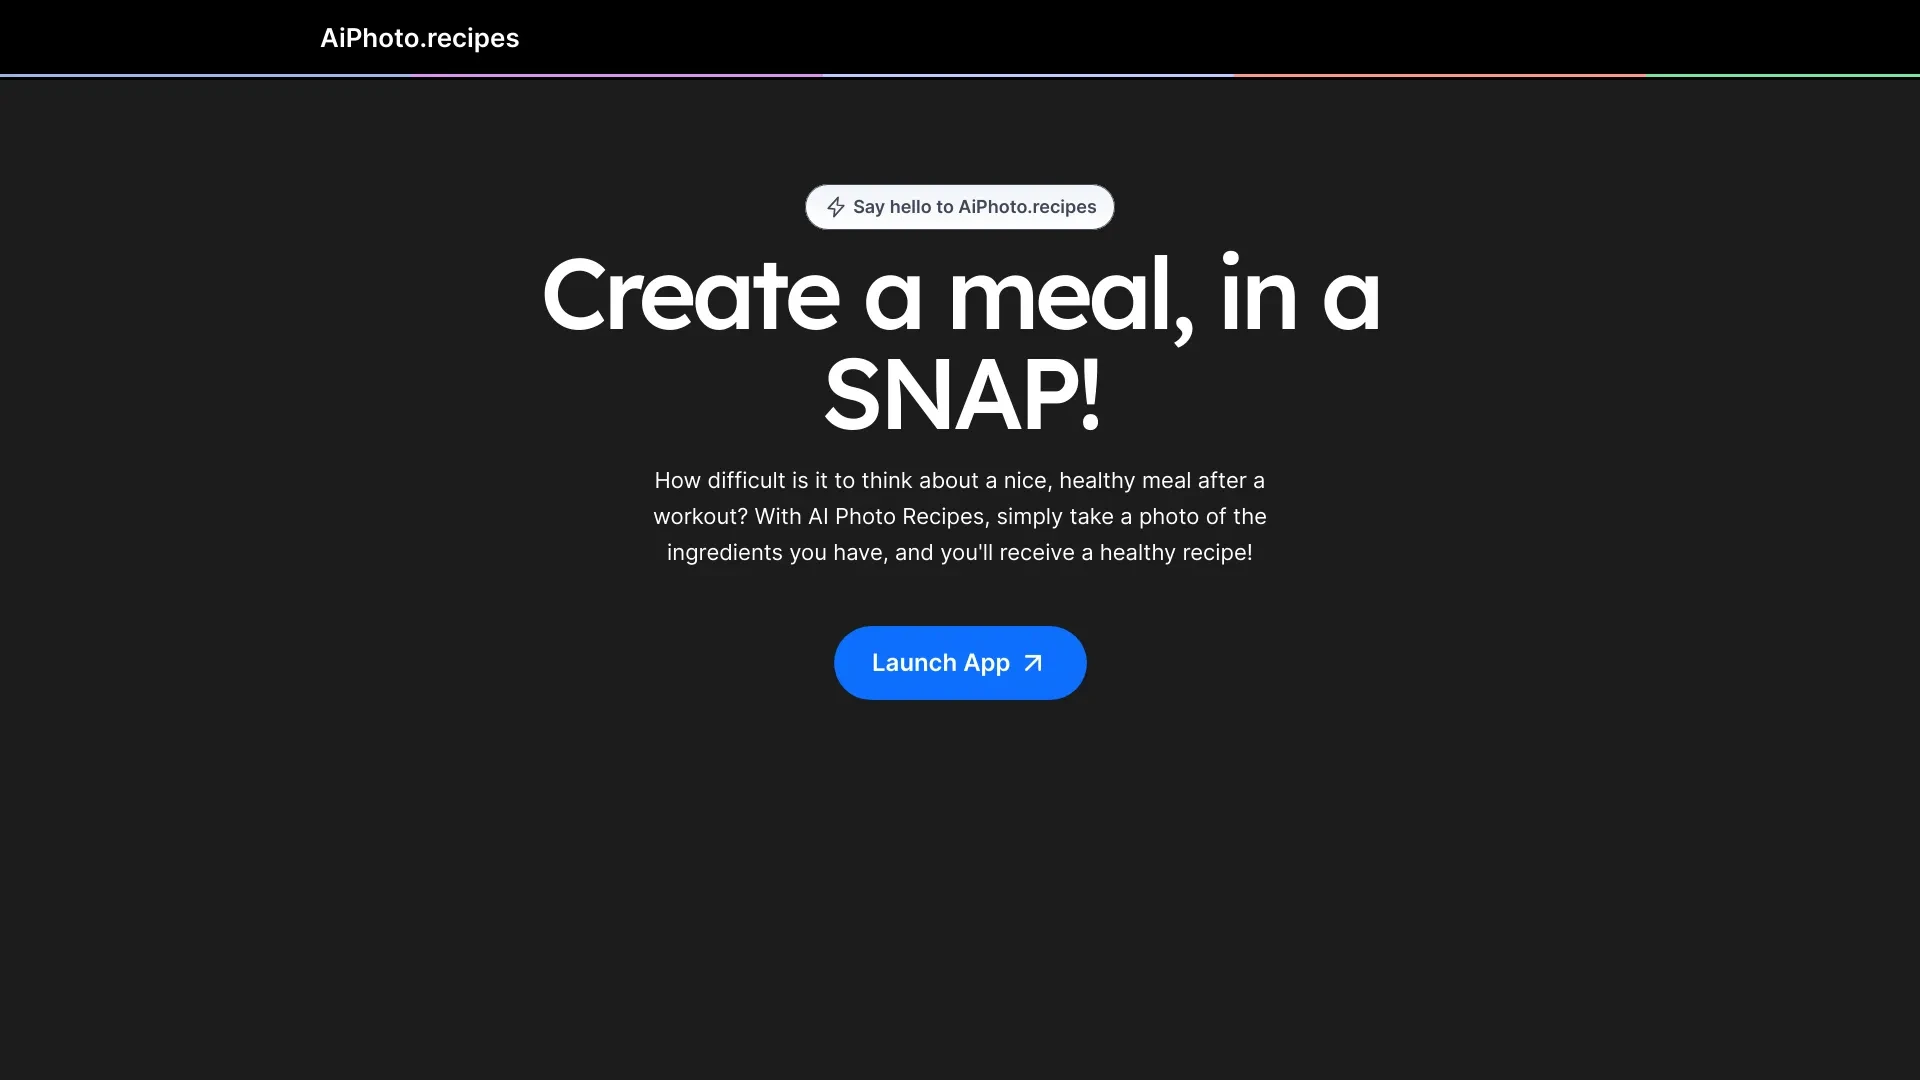 AiPhoto.recipes
Say hello to AiPhoto.recipes
Create a meal, in a
SNAP!
How difficult is it to think about a nice, healthy meal after a
workout? With AI Photo Recipes, simply take a photo of the
ingredients you have, and you'll receive a healthy recipe!
Launch App